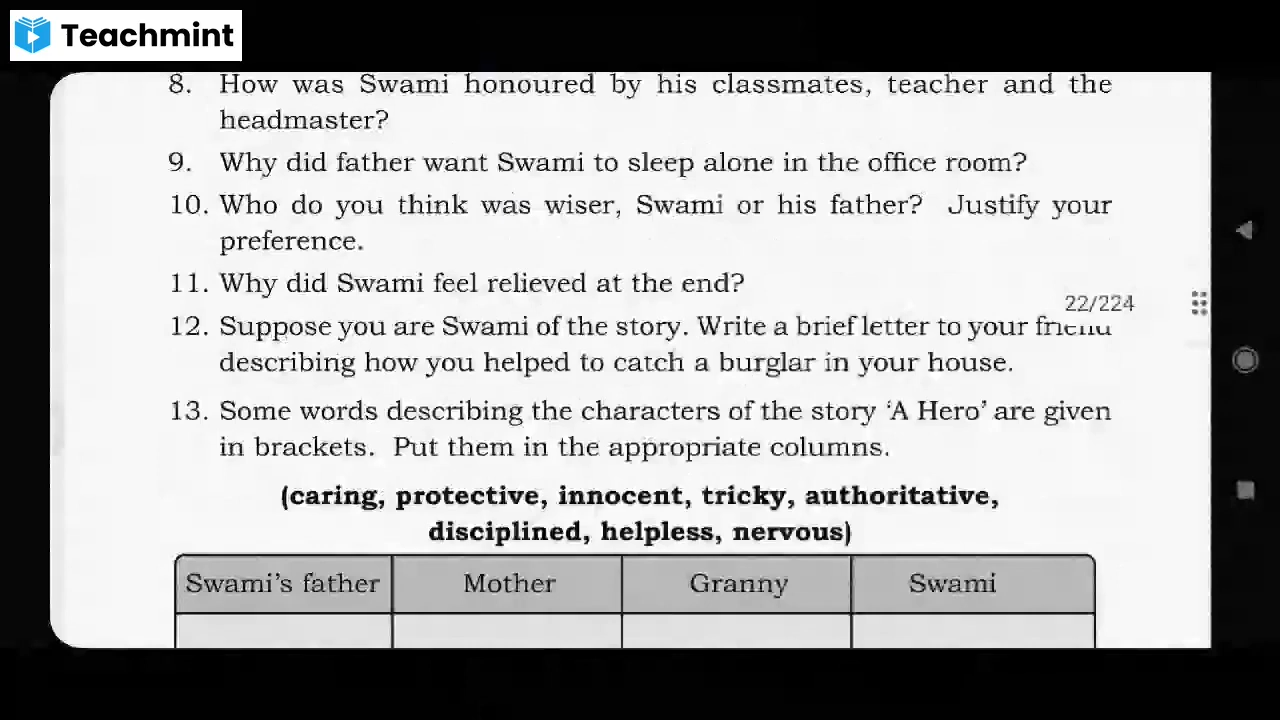 Teachmint
8. How was Swami honoured by his classmates, teacher and the
headmaster?
9. Why did father want Swami to sleep alone in the office room?
10. Who do you think was wiser, Swami or his father? Justify your
preference.
11. Why did Swami feel relieved at the end?
22/224
12. Suppose you are Swami of the story. Write a brief letter to your friend
describing how you helped to catch a burglar in your house.
13. Some words describing the characters of the story 'A Hero' are given
in brackets. Put them in the appropriate columns.
(caring, protective, innocent, tricky, authoritative,
disciplined, helpless, nervous)
Swami's father Mother Granny Swami